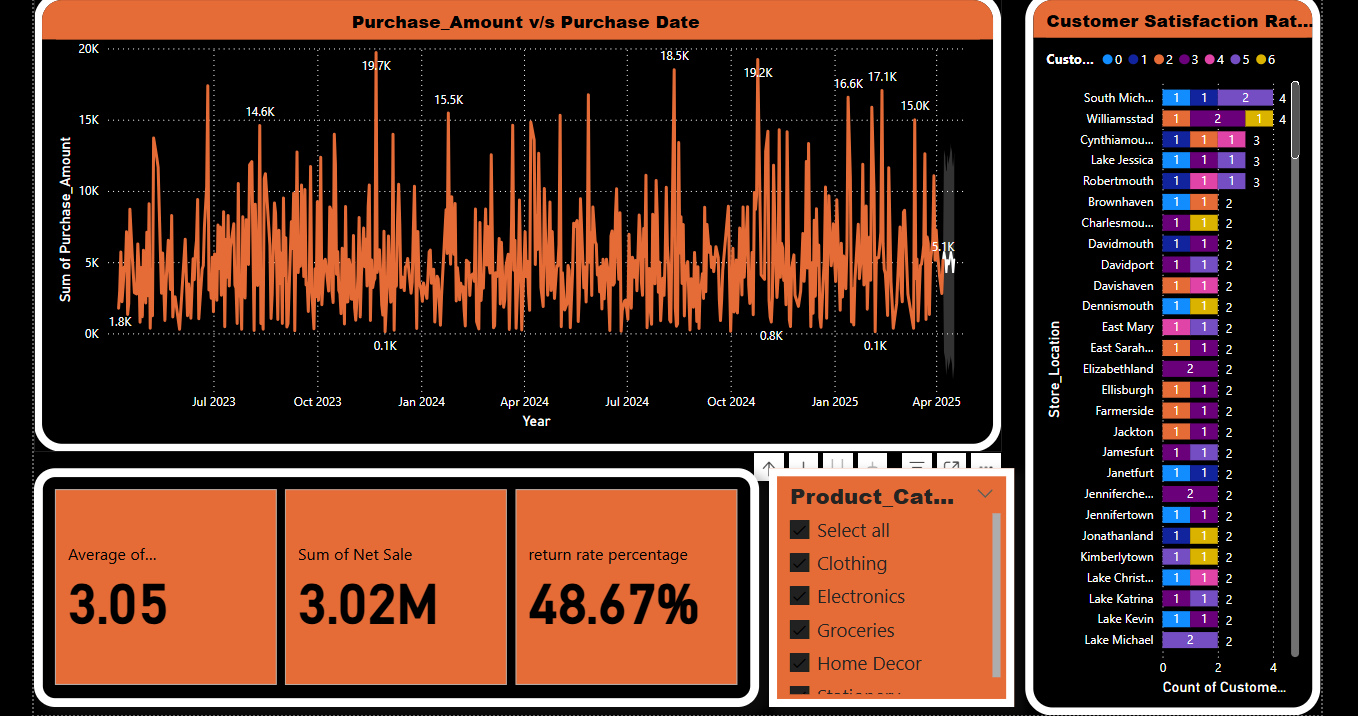 Purchase_Amount v/s Purchase Date
Sum of Purchase_Amount
20K
15K
10K
5K
0K
1.8K
14.6K
19.7K
0.1K
15.5K
18.5K
19.2K
0.8K
16.6K
17.1K
0.1K
15.0K
5.1K
Jul 2023
Oct 2023
Jan 2024
Apr 2024
Jul 2024
Oct 2024
Jan 2025
Apr 2025
Year
Average of...
3.05
Sum of Net Sale
3.02M
return rate percentage
48.67%
Product_Cat...
Select all
Clothing
Electronics
Groceries
Home Decor
Stationery
Customer Satisfaction Rat...
Custo... 0 1 2 3 4 5 6
Store_Location
South Mich... 1 1 2 4
Williamsstad 1 2 1 4
Cynthiamou... 1 1 1 3
Lake Jessica 1 1 1 3
Robertmouth 1 1 1 3
Brownhaven 1 1 2
Charlesmou... 1 1 2
Davidmouth 1 1 2
Davidport 1 1 2
Davishaven 1 1 2
Dennismouth 1 1 2
East Mary 1 1 2
East Sarah... 1 1 2
Elizabethland 2 2
Ellisburgh 1 1 2
Farmerside 1 1 2
Jackton 1 1 2
Jamesfurt 1 1 2
Janetfurt 1 1 2
Jenniferche... 2 2
Jennifertown 1 1 2
Jonathanland 1 1 2
Kimberlytown 1 1 2
Lake Christ... 1 1 2
Lake Katrina 1 1 2
Lake Kevin 1 1 2
Lake Michael 2 2
0 2 4
Count of Custome...